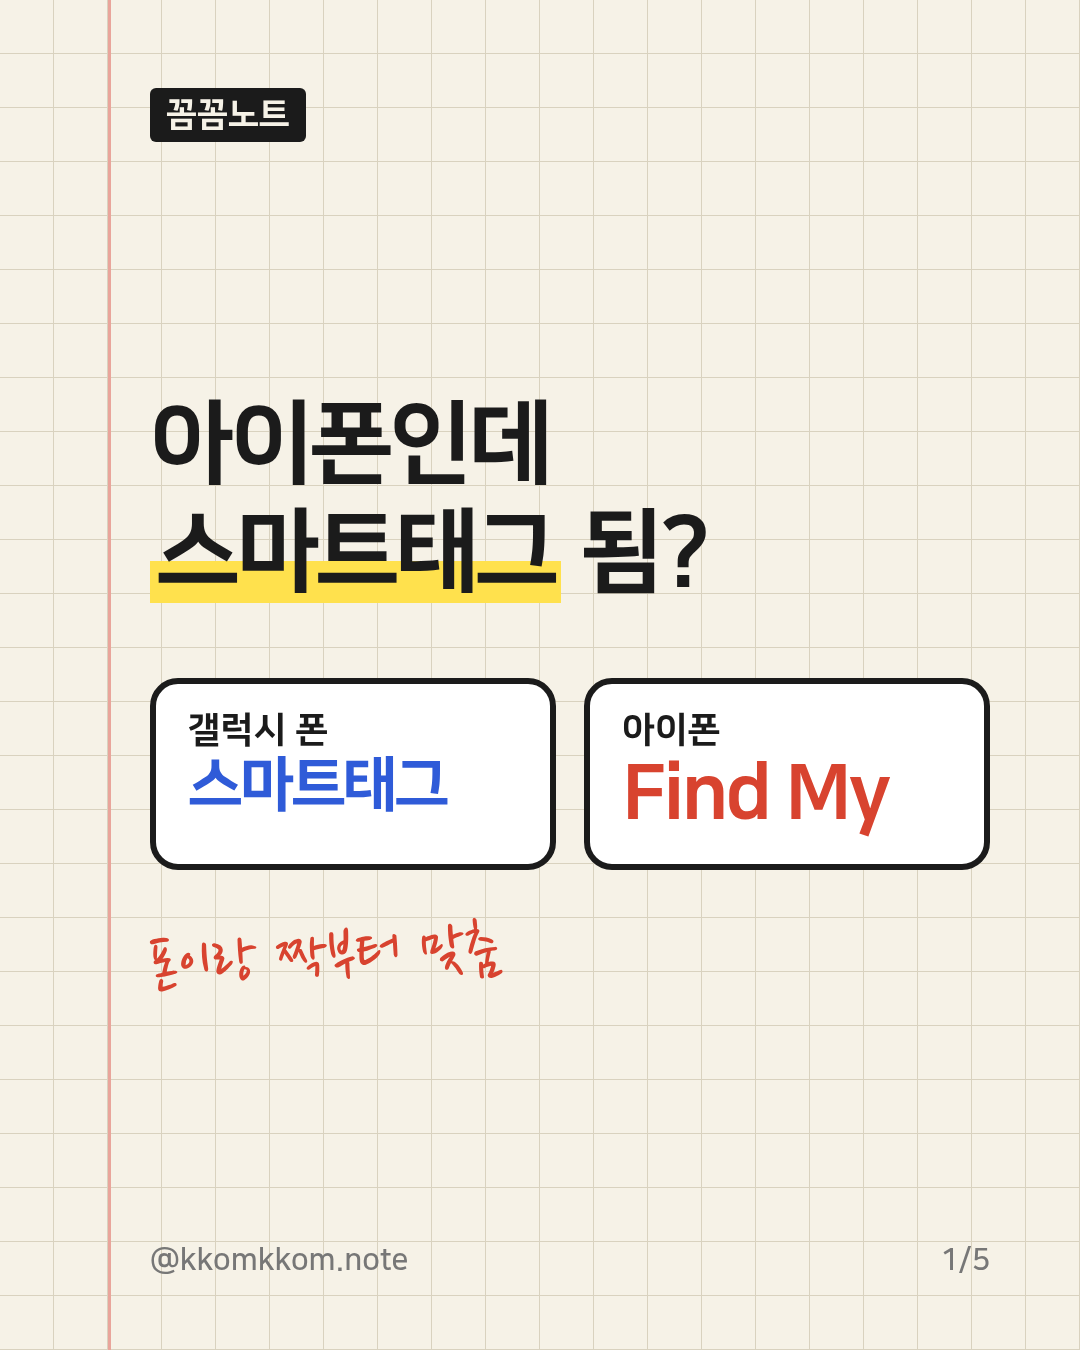 꼼꼼노트
아이폰인데
스마트태그 됨?
갤럭시 폰
스마트태그
아이폰
Find My
폰이랑 짝부터 맞춤
@kkomkkom.note
1/5